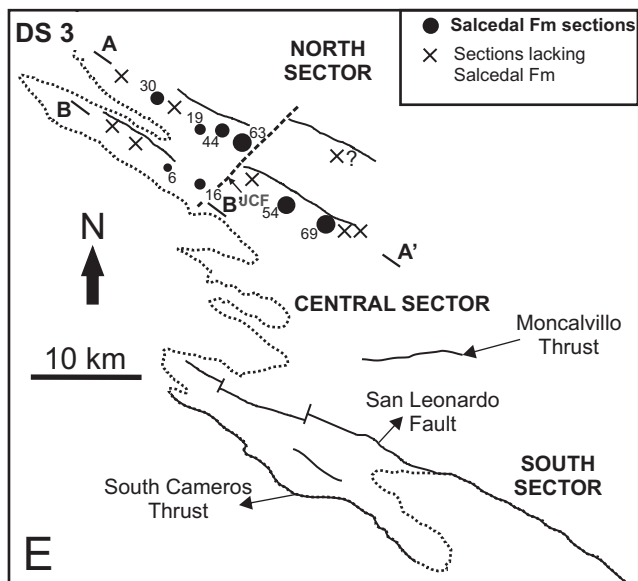 DS 3
A
NORTH
SECTOR
Salcedal Fm sections
Sections lacking
Salcedal Fm
30
B
19
44
63
?
6
16
B'
JCF
54
69
A'
N
CENTRAL SECTOR
10 km
Moncalvillo
Thrust
San Leonardo
Fault
SOUTH
SECTOR
South Cameros
Thrust
E